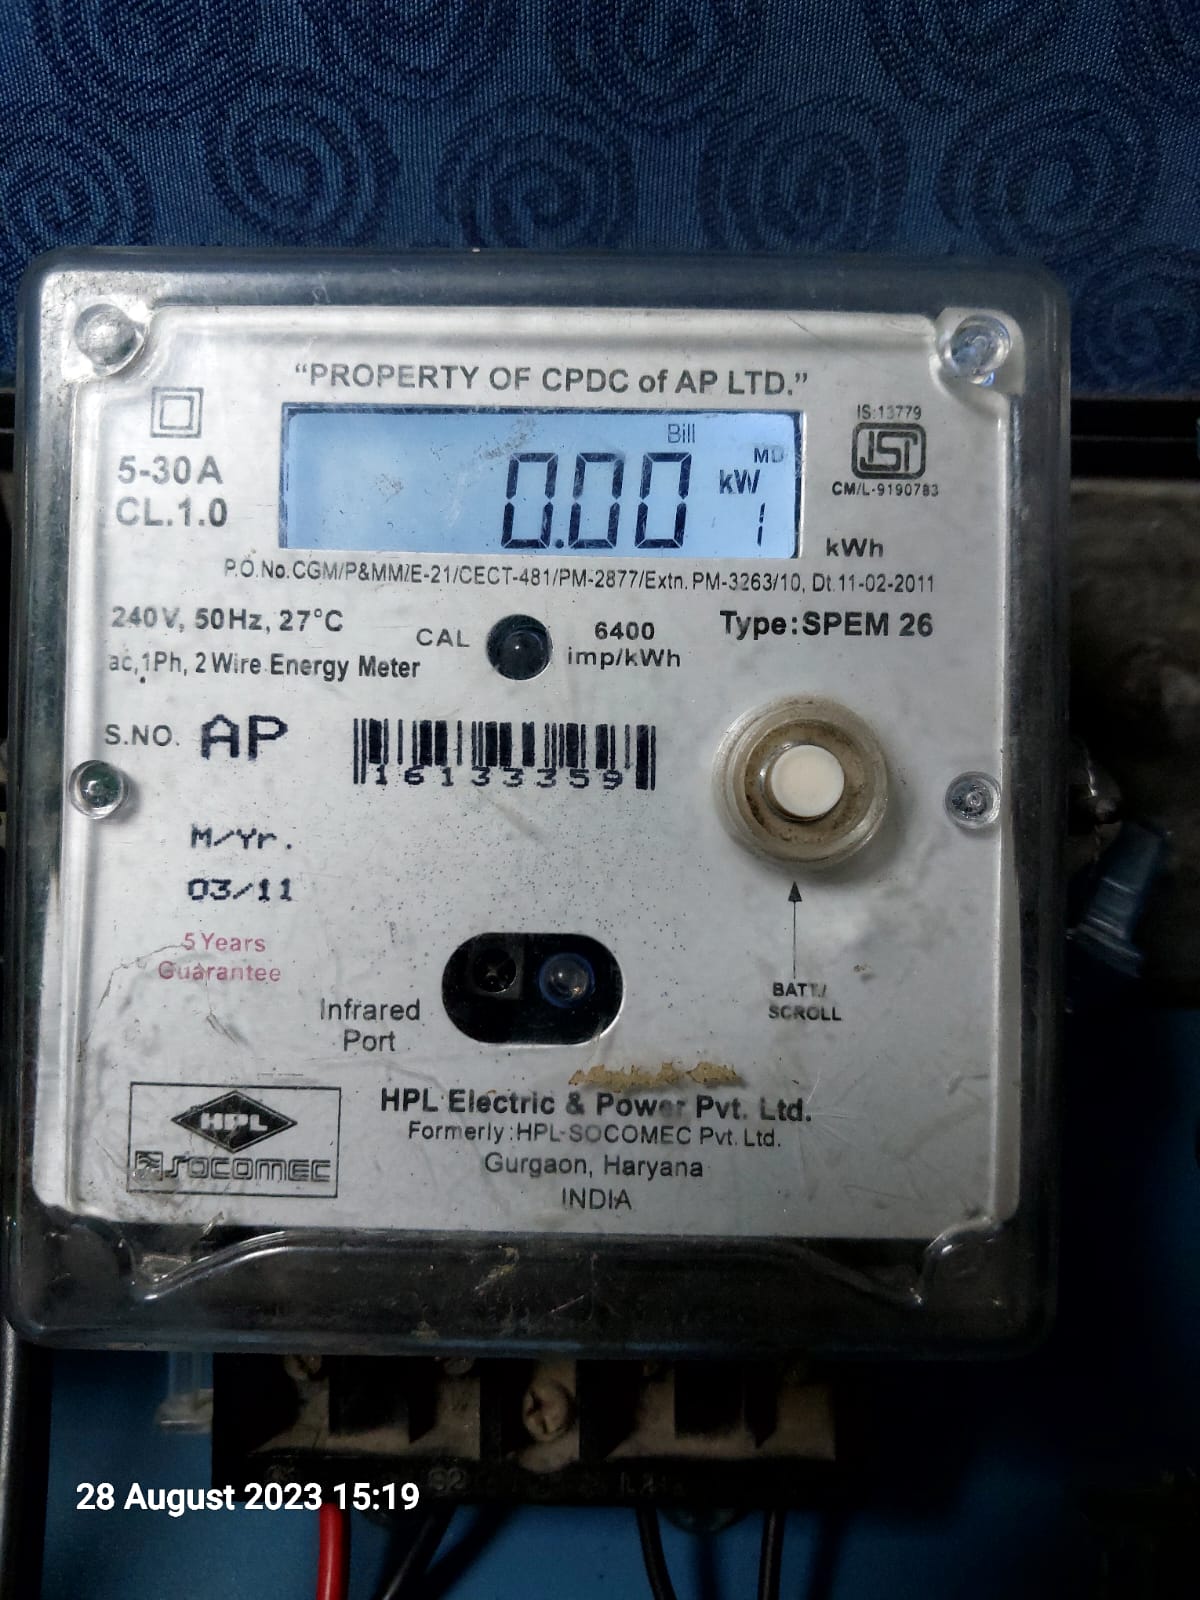 "PROPERTY OF CPDC of AP LTD."
5-30A
CL.1.0
Bill
MD
0.00 kW
1
IS:13779
ISI
CM/L-9190783
kWh
P.O.No.CGM/P&MM/E-21/CECT-481/PM-2877/Extn.PM-3263/10, Dt.11-02-2011
240V, 50Hz, 27°C
ac,1Ph, 2 Wire Energy Meter
CAL
6400
imp/kWh
Type:SPEM 26
S.NO. AP
16133359
M/Yr.
03/11
5 Years
Guarantee
Infrared
Port
BATT./
SCROLL
HPL
SOCOMEC
HPL Electric & Power Pvt. Ltd.
Formerly:HPL-SOCOMEC Pvt. Ltd.
Gurgaon, Haryana
INDIA
28 August 2023 15:19